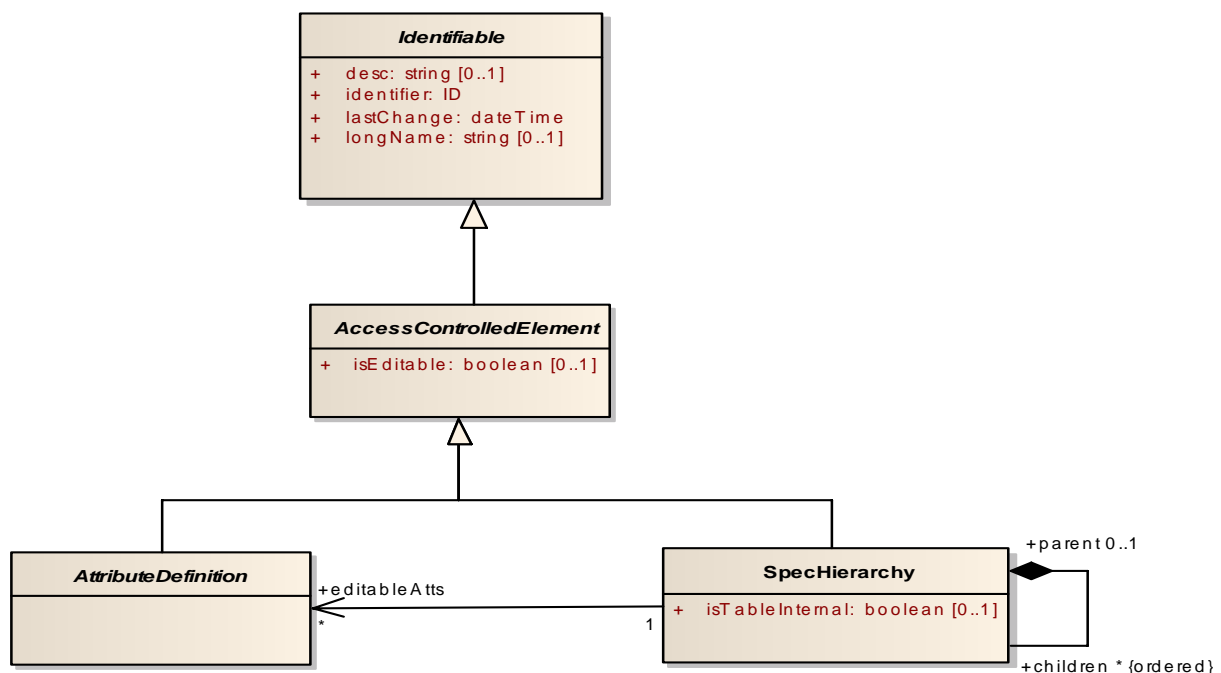 Identifiable
+ desc: string [0..1]
+ identifier: ID
+ lastChange: dateTime
+ longName: string [0..1]
AccessControlledElement
+ isEditable: boolean [0..1]
+parent 0..1
AttributeDefinition
SpecHierarchy
+editableAtts
+ isTableInternal: boolean [0..1]
*
1
+children * {ordered}